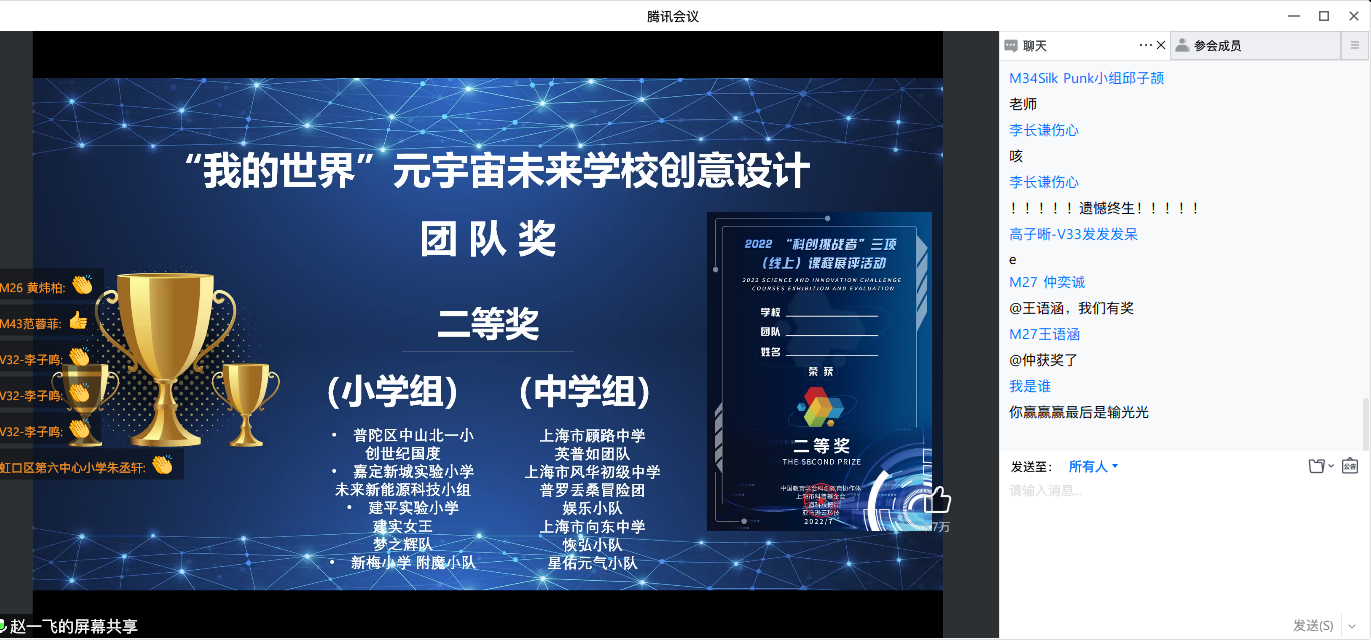 腾讯会议
“我的世界”元宇宙未来学校创意设计
团队奖
二等奖
(小学组)
(中学组)
• 普陀区中山北一小
创世纪国度
• 嘉定新城实验小学
未来新能源科技小组
• 建平实验小学
建实女王
梦之辉队
• 新梅小学 附魔小队
上海市顾路中学
英普如团队
上海市风华初级中学
普罗丢桑冒险团
娱乐小队
上海市向东中学
恢弘小队
星佑元气小队
2022 “科创挑战者”三项
（线上）课程展评活动
2022 SCIENCE AND INNOVATION CHALLENGE
COURSES EXHIBITION AND EVALUATION
学校
团队
姓名
荣获
二等奖
THE SECOND PRIZE
2022/7
7万
M26 黄炜柏:
M43范蓉菲:
V32-李子鸣:
V32-李子鸣:
V32-李子鸣:
虹口区第六中心小学朱丞轩:
赵一飞的屏幕共享
聊天
参会成员
M34Silk Punk小组邱子颉
老师
李长谦伤心
咳
李长谦伤心
！！！！！遗憾终生！！！！！
高子晰-V33发发发呆
e
M27 仲奕诚
@王语涵，我们有奖
M27王语涵
@仲获奖了
我是谁
你赢赢赢最后是输光光
发送至： 所有人
公告
请输入消息...
发送(S)